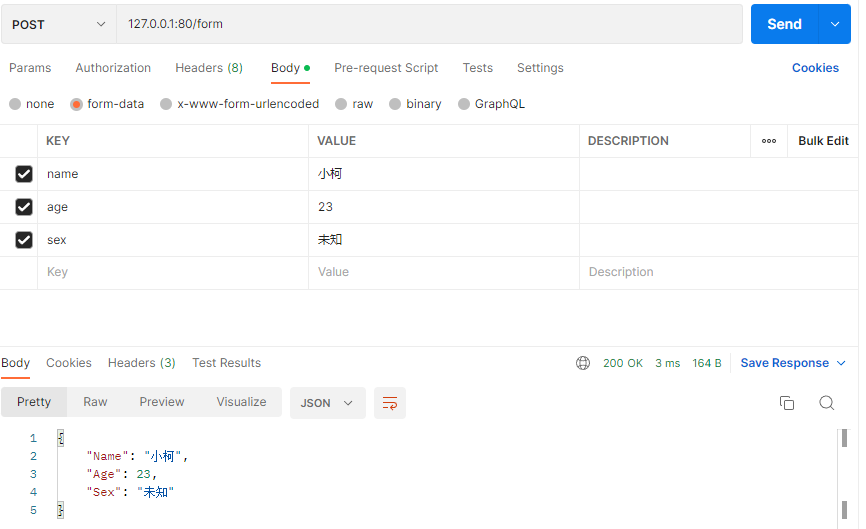 POST 127.0.0.1:80/form Send
Params Authorization Headers (8) Body Pre-request Script Tests Settings Cookies
none form-data x-www-form-urlencoded raw binary GraphQL
KEY VALUE DESCRIPTION ooo Bulk Edit
name 小柯
age 23
sex 未知
Key Value Description
Body Cookies Headers (3) Test Results 200 OK 3 ms 164 B Save Response
Pretty Raw Preview Visualize JSON
1 {
2 "Name": "小柯",
3 "Age": 23,
4 "Sex": "未知"
5 }